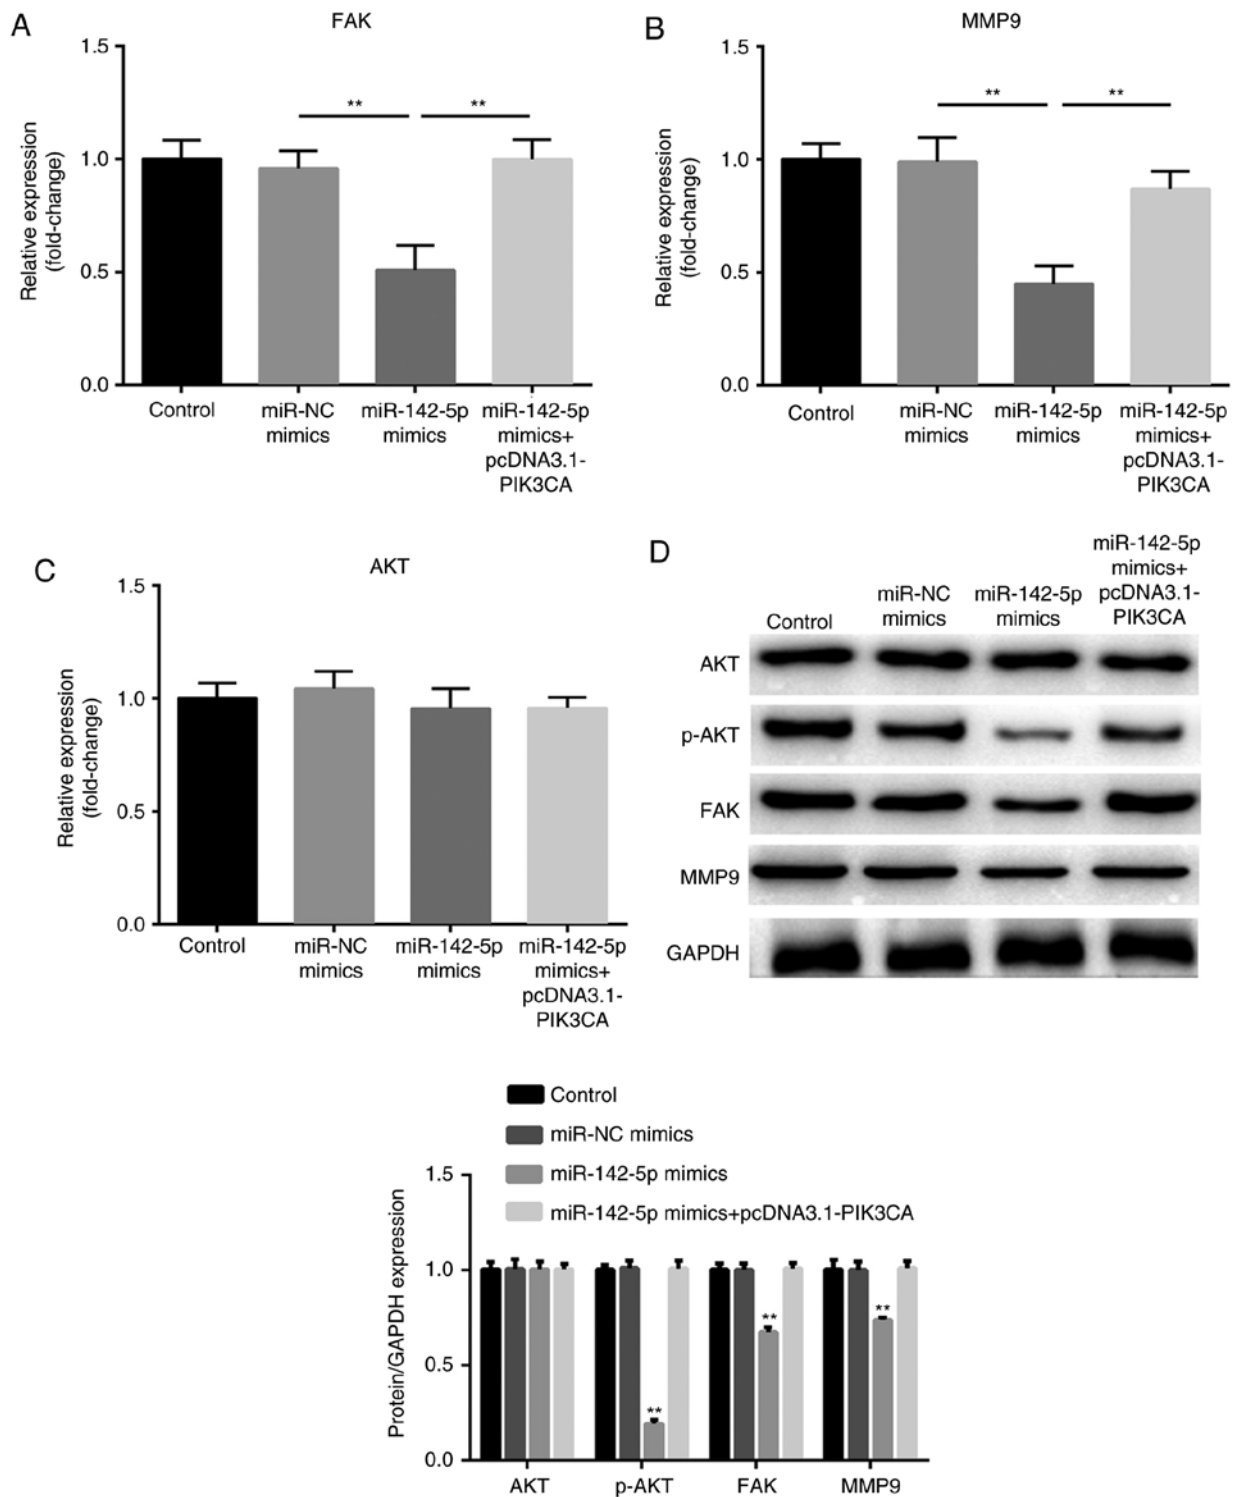 A
FAK
1.5
1.0
0.5
0.0
Relative expression
(fold-change)
**
**
Control
miR-NC
mimics
miR-142-5p
mimics
miR-142-5p
mimics+
pcDNA3.1-
PIK3CA
B
MMP9
1.5
1.0
0.5
0.0
Relative expression
(fold-change)
**
**
Control
miR-NC
mimics
miR-142-5p
mimics
miR-142-5p
mimics+
pcDNA3.1-
PIK3CA
C
AKT
1.5
1.0
0.5
0.0
Relative expression
(fold-change)
Control
miR-NC
mimics
miR-142-5p
mimics
miR-142-5p
mimics+
pcDNA3.1-
PIK3CA
D
Control
miR-NC
mimics
miR-142-5p
mimics
miR-142-5p
mimics+
pcDNA3.1-
PIK3CA
AKT
p-AKT
FAK
MMP9
GAPDH
Control
miR-NC mimics
miR-142-5p mimics
miR-142-5p mimics+pcDNA3.1-PIK3CA
1.5
1.0
0.5
0.0
Protein/GAPDH expression
**
**
**
AKT
p-AKT
FAK
MMP9